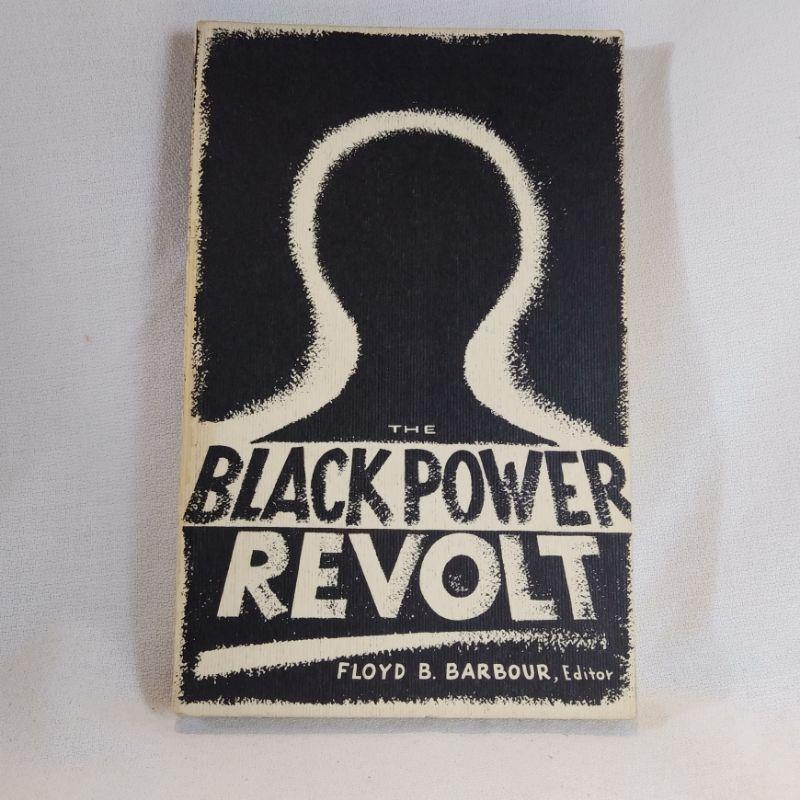 THE
BLACK POWER
REVOLT
FLOYD B. BARBOUR, Editor